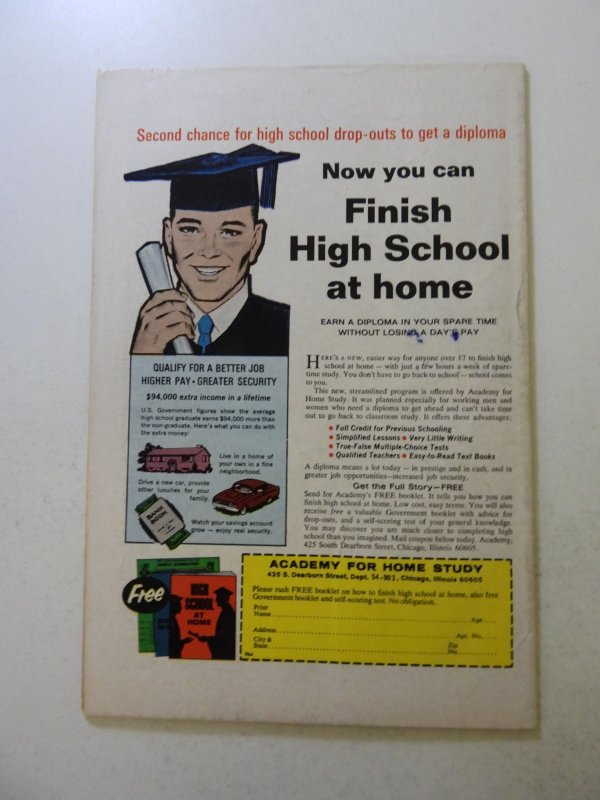 Second chance for high school drop-outs to get a diploma
Now you can
Finish
High School
at home
EARN A DIPLOMA IN YOUR SPARE TIME
WITHOUT LOSING A DAY'S PAY
HERE'S A NEW, easier way for anyone over 17 to finish high
school at home — with just a few hours a week of spare-
time study. You don't have to go back to school — school comes
to you.
This new, streamlined program is offered by Academy for
Home Study. It was planned especially for working men and
women who need a diploma to get ahead and can't take time
out to go back to classroom study. It offers these advantages:
• Full Credit for Previous Schooling
• Simplified Lessons • Very Little Writing
• True-False Multiple-Choice Tests
• Qualified Teachers • Easy-to-Read Text Books
A diploma means a lot today — in prestige and in cash, and in
greater job opportunities—increased job security.
Get the Full Story—FREE
Send for Academy's FREE booklet. It tells you how you can
finish high school at home. Low cost, easy terms. You will also
receive free a valuable Government booklet with advice for
drop-outs, and a self-scoring test of your general knowledge.
You may discover you are much closer to completing high
school than you imagined. Mail coupon below today. Academy,
425 South Dearborn Street, Chicago, Illinois 60605.
QUALIFY FOR A BETTER JOB
HIGHER PAY • GREATER SECURITY
$94,000 extra income in a lifetime
U.S. Government figures show the average
high school graduate earns $94,000 more than
the non-graduate. Here's what you can do with
the extra money:
Live in a home of
your own in a fine
neighborhood.
Drive a new car, provide
other luxuries for your
family.
BANK
BOOK
Watch your savings account
grow — enjoy real security.
Free
HIGH
SCHOOL
AT
HOME
ACADEMY FOR HOME STUDY
425 S. Dearborn Street, Dept. 54-903, Chicago, Illinois 60605
Please rush FREE booklet on how to finish high school at home, also free
Government booklet and self-scoring test. No obligation.
Print
Name Age
Address Apt. No.
City &
State Zip
No.